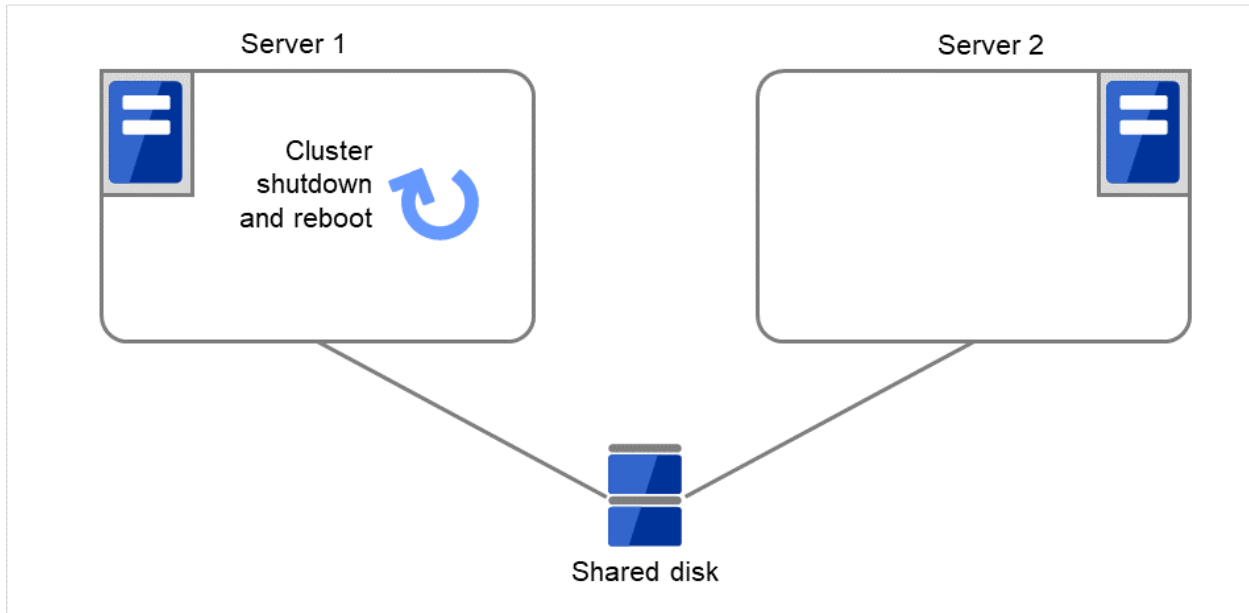 Server 1
Server 2
Cluster
shutdown
and reboot
Shared disk